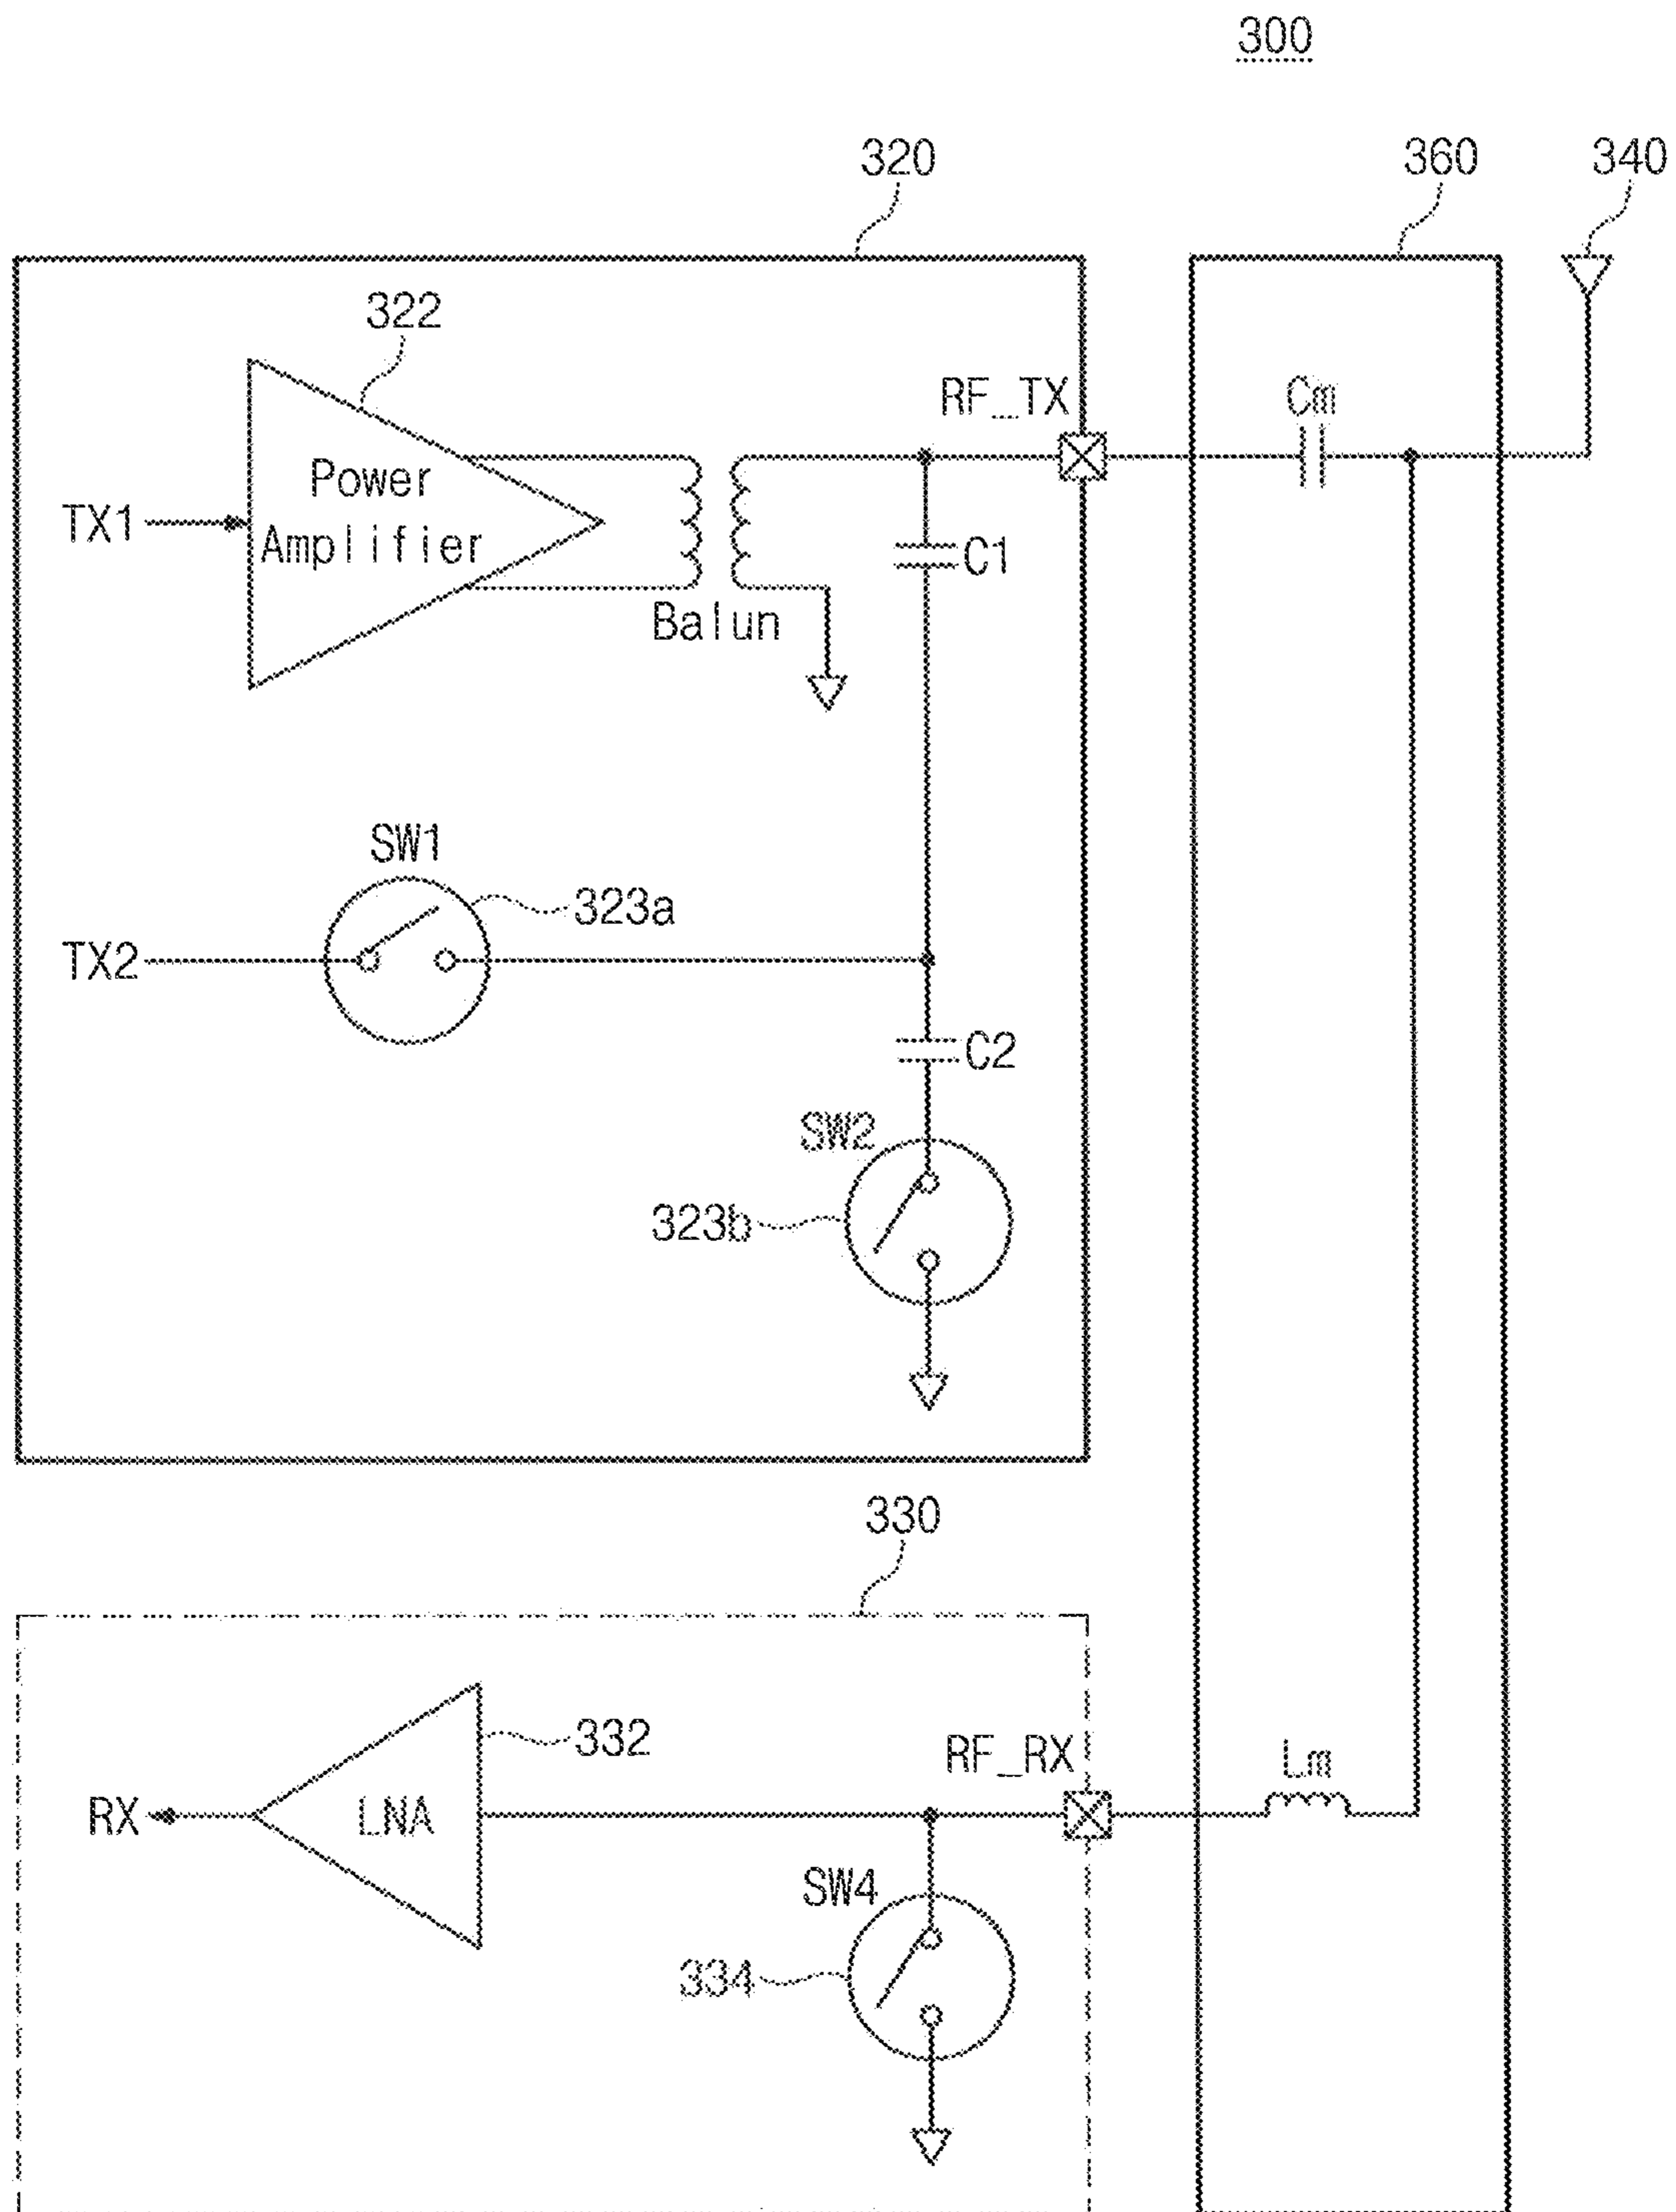 300
320
360
340
322
RF_TX
Cm
Power
Amplifier
TX1
C1
Balun
SW1
323a
TX2
C2
SW2
323b
330
332
RF_RX
Lm
RX
LNA
SW4
334